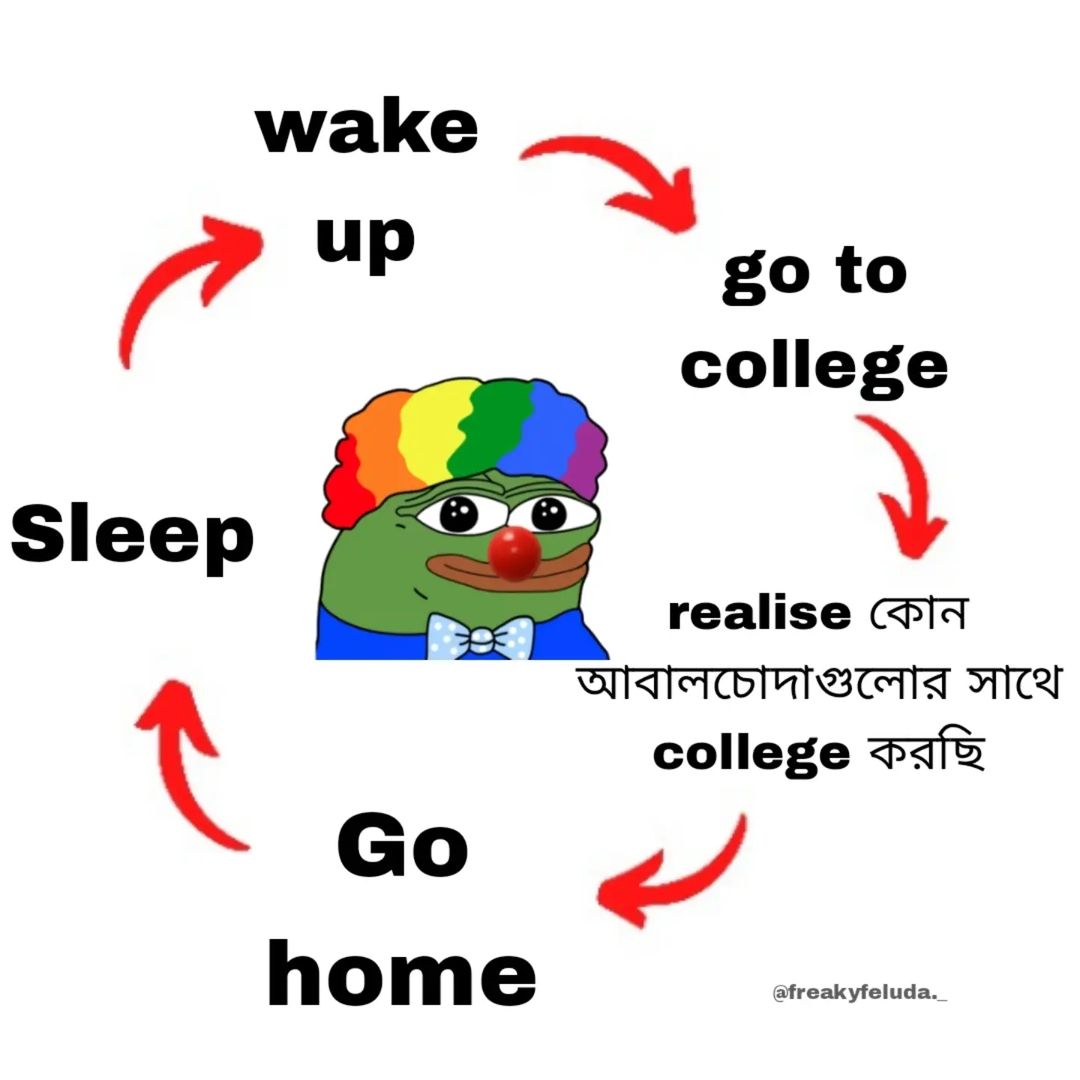 wake
up
go to
college
realise কোন
আবালচোদাগুলোর সাথে
college করছি
Go
home
Sleep
@freakyfeluda._